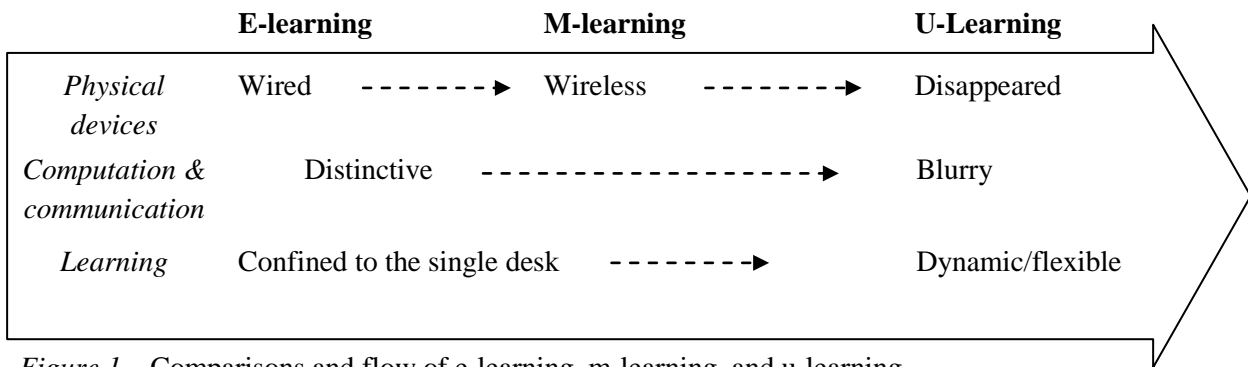 E-learning M-learning U-Learning
Physical Wired Wireless Disappeared
devices
Computation & Distinctive Blurry
communication
Learning Confined to the single desk Dynamic/flexible
Figure 1. Comparisons and flow of e-learning, m-learning, and u-learning